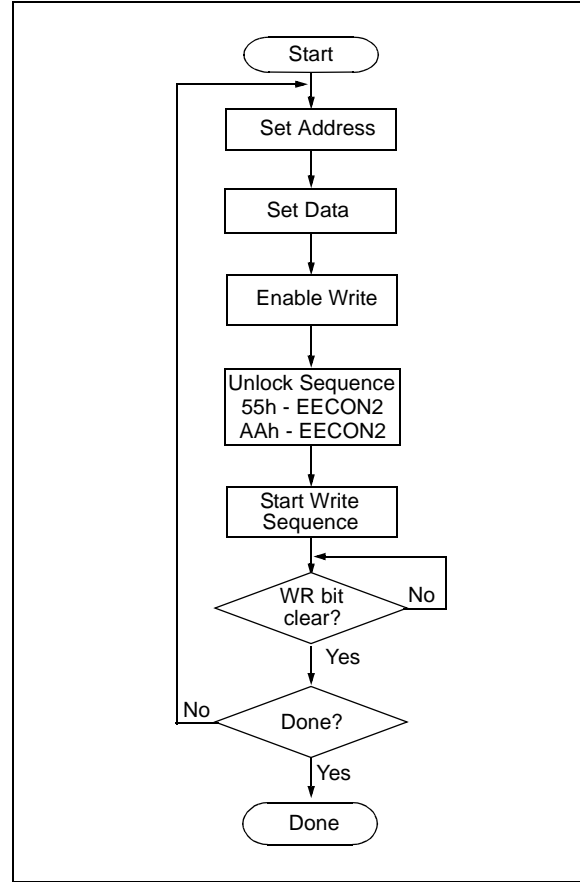 Start
Set Address
Set Data
Enable Write
Unlock Sequence
55h - EECON2
AAh - EECON2
Start Write
Sequence
WR bit
clear?
No
Yes
Done?
No
Yes
Done